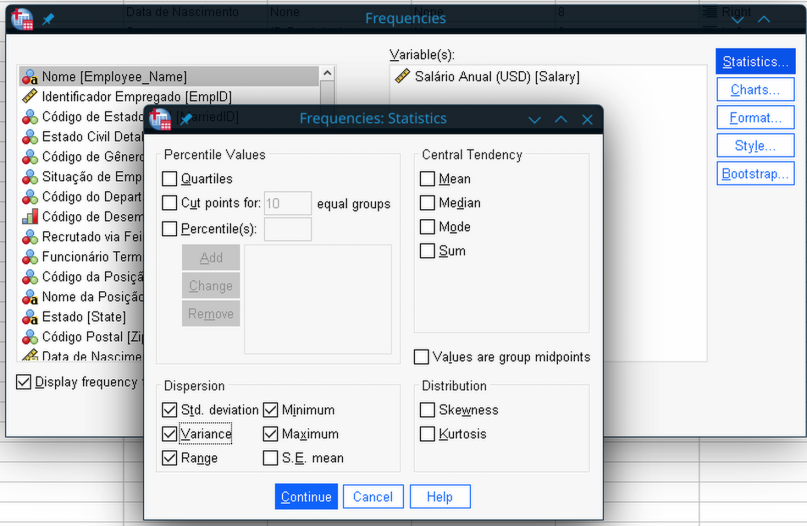 Data de Nascimento None None 8 Right
Frequencies
Variable(s):
Nome [Employee_Name]
Identificador Empregado [EmpID]
Código de Estado
Estado Civil Deta
Código de Gêner
Situação de Emp
Código do Depart
Código de Desem
Recrutado via Fei
Funcionário Term
Código da Posiçã
Nome da Posição
Estado [State]
Código Postal [Zi
Data de Nascime
Display frequency
Salário Anual (USD) [Salary]
Statistics...
Charts...
Format...
Style...
Bootstrap...
Frequencies: Statistics
Percentile Values
Quartiles
Cut points for: 10 equal groups
Percentile(s):
Add
Change
Remove
Central Tendency
Mean
Median
Mode
Sum
Values are group midpoints
Dispersion
Std. deviation Minimum
Variance Maximum
Range S.E. mean
Distribution
Skewness
Kurtosis
Continue Cancel Help